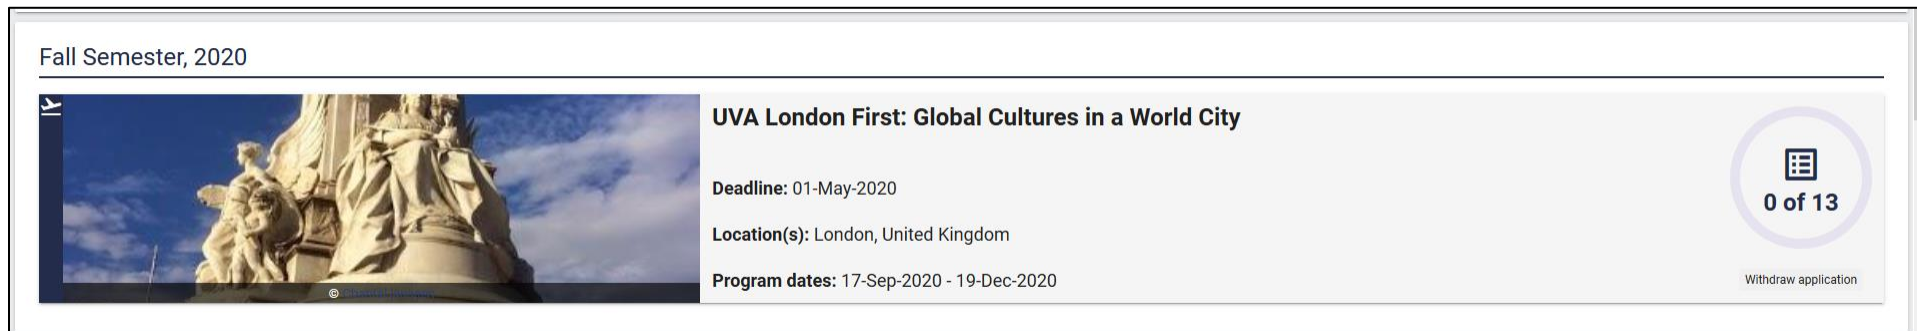 Fall Semester, 2020
UVA London First: Global Cultures in a World City
Deadline: 01-May-2020
Location(s): London, United Kingdom
Program dates: 17-Sep-2020 - 19-Dec-2020
0 of 13
Withdraw application
©